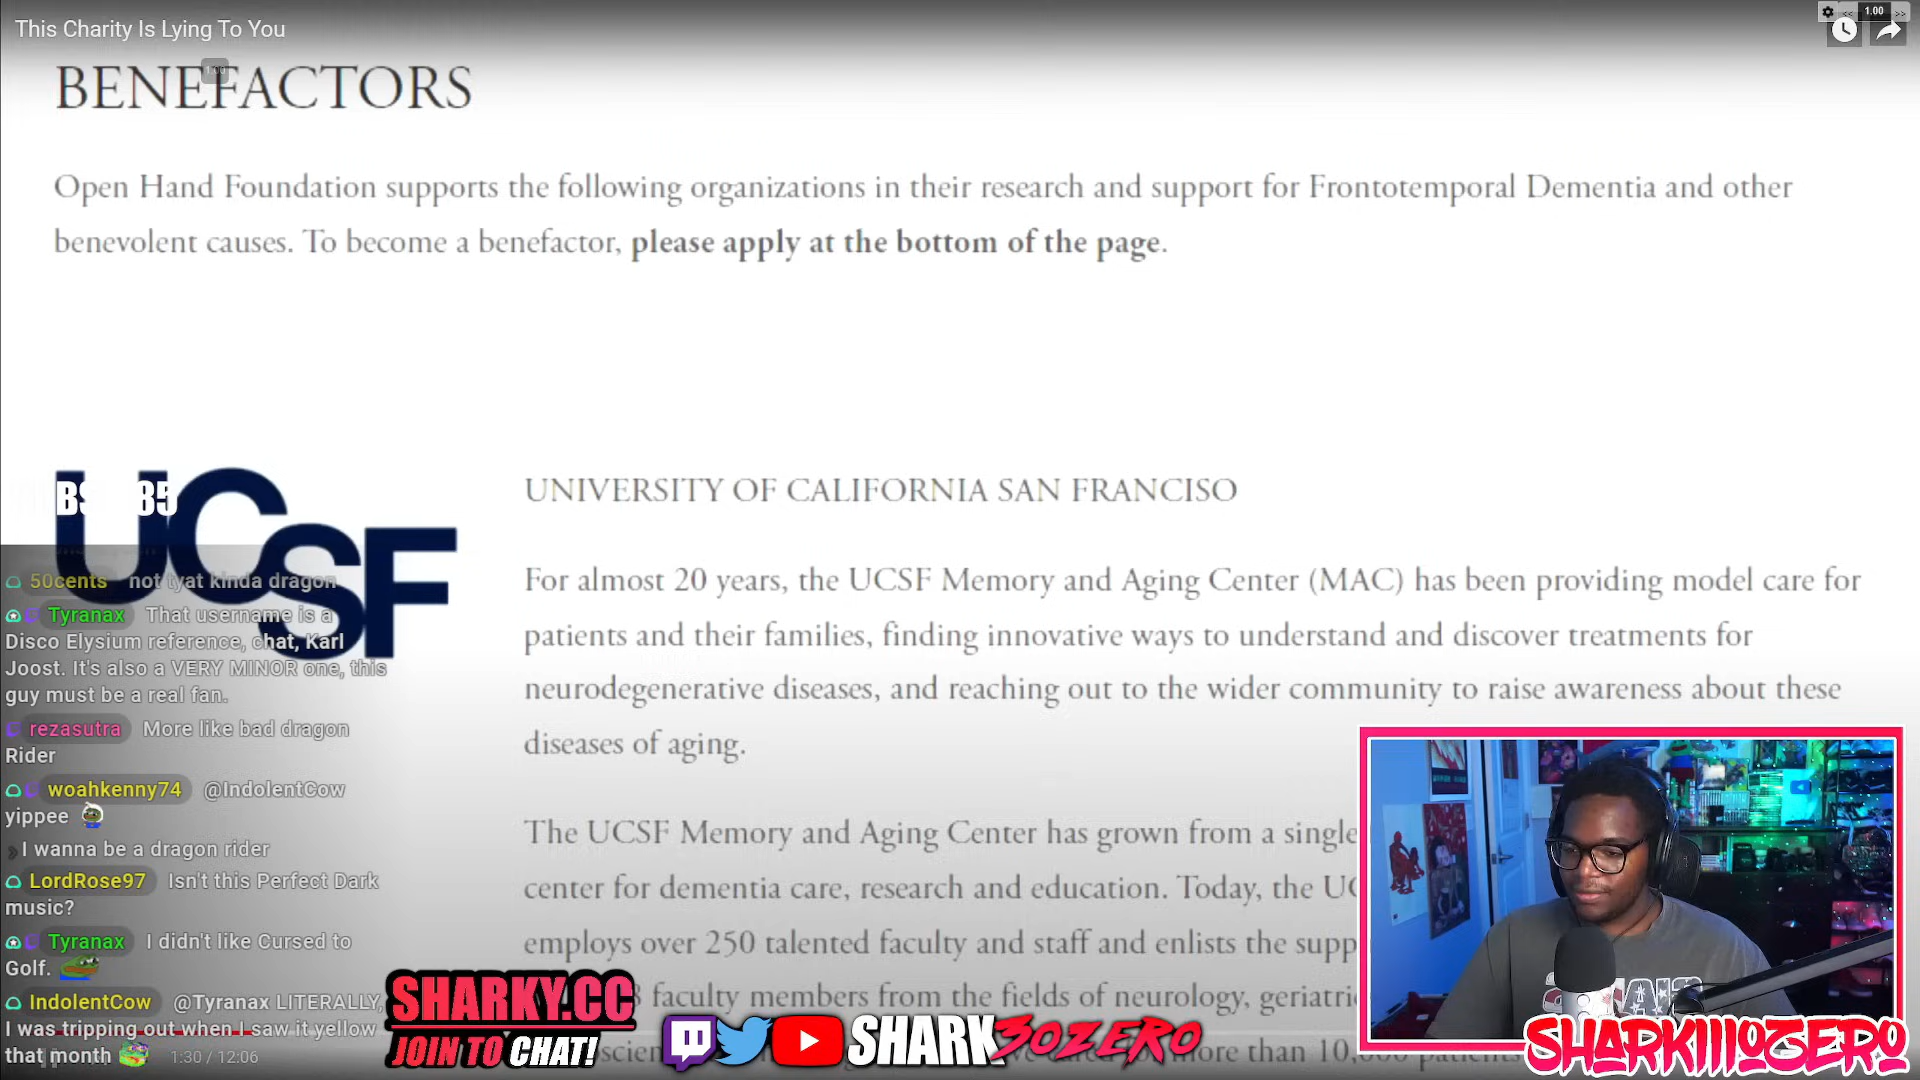 This Charity Is Lying To You
1.00
1.00
BENEFACTORS
Open Hand Foundation supports the following organizations in their research and support for Frontotemporal Dementia and other
benevolent causes. To become a benefactor, please apply at the bottom of the page.
UCSF
UNIVERSITY OF CALIFORNIA SAN FRANCISO
For almost 20 years, the UCSF Memory and Aging Center (MAC) has been providing model care for
patients and their families, finding innovative ways to understand and discover treatments for
neurodegenerative diseases, and reaching out to the wider community to raise awareness about these
diseases of aging.
The UCSF Memory and Aging Center has grown from a single
center for dementia care, research and education. Today, the UC
employs over 250 talented faculty and staff and enlists the supp
faculty members from the fields of neurology, geriatri
more than 10,
50cents not tyat kinda dragon
Tyranax That username is a
Disco Elysium reference, chat, Karl
Joost. It's also a VERY MINOR one, this
guy must be a real fan.
rezasutra More like bad dragon
Rider
woahkenny74 @IndolentCow
yippee
I wanna be a dragon rider
LordRose97 Isn't this Perfect Dark
music?
Tyranax I didn't like Cursed to
Golf.
IndolentCow @Tyranax LITERALLY,
I was tripping out when I saw it yellow
that month
1:30 / 12:06
SHARKY.CC
JOIN TO CHAT!
SHARK30ZERO
SHARKIIIOZERO